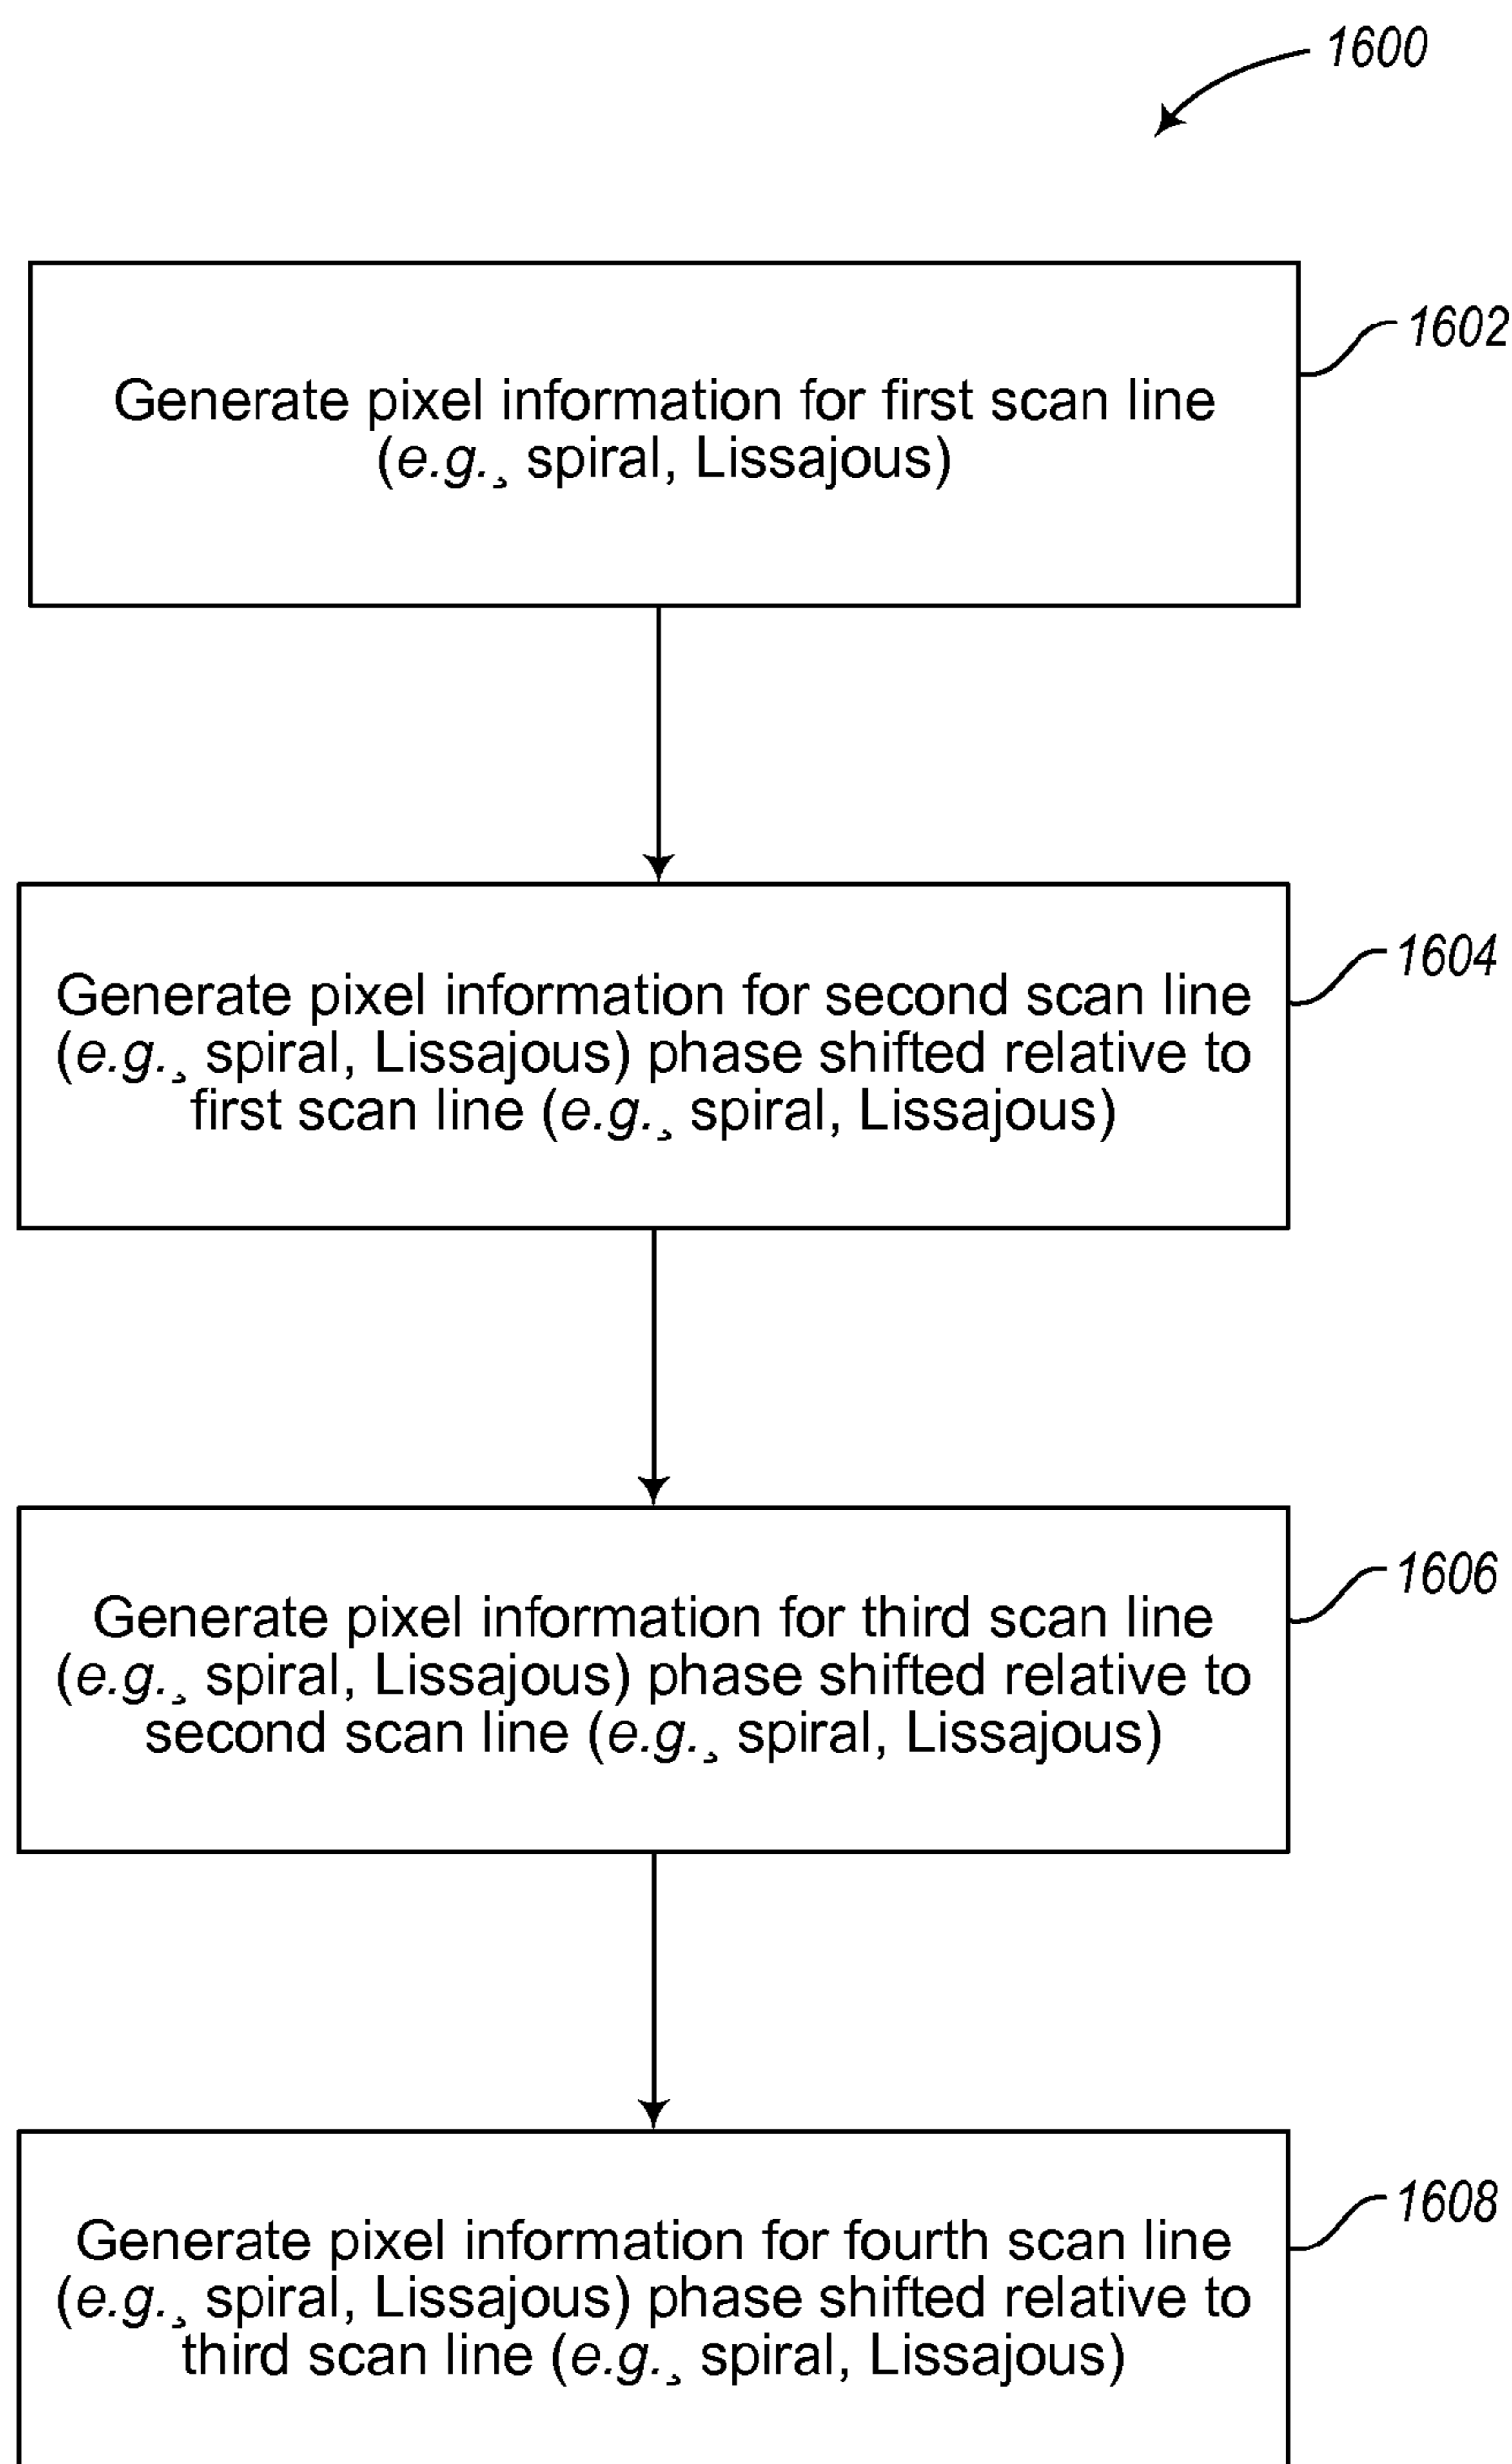 1600
1602
Generate pixel information for first scan line
(e.g.¸ spiral, Lissajous)
1604
Generate pixel information for second scan line
(e.g.¸ spiral, Lissajous) phase shifted relative to
first scan line (e.g.¸ spiral, Lissajous)
1606
Generate pixel information for third scan line
(e.g.¸ spiral, Lissajous) phase shifted relative to
second scan line (e.g.¸ spiral, Lissajous)
1608
Generate pixel information for fourth scan line
(e.g.¸ spiral, Lissajous) phase shifted relative to
third scan line (e.g.¸ spiral, Lissajous)